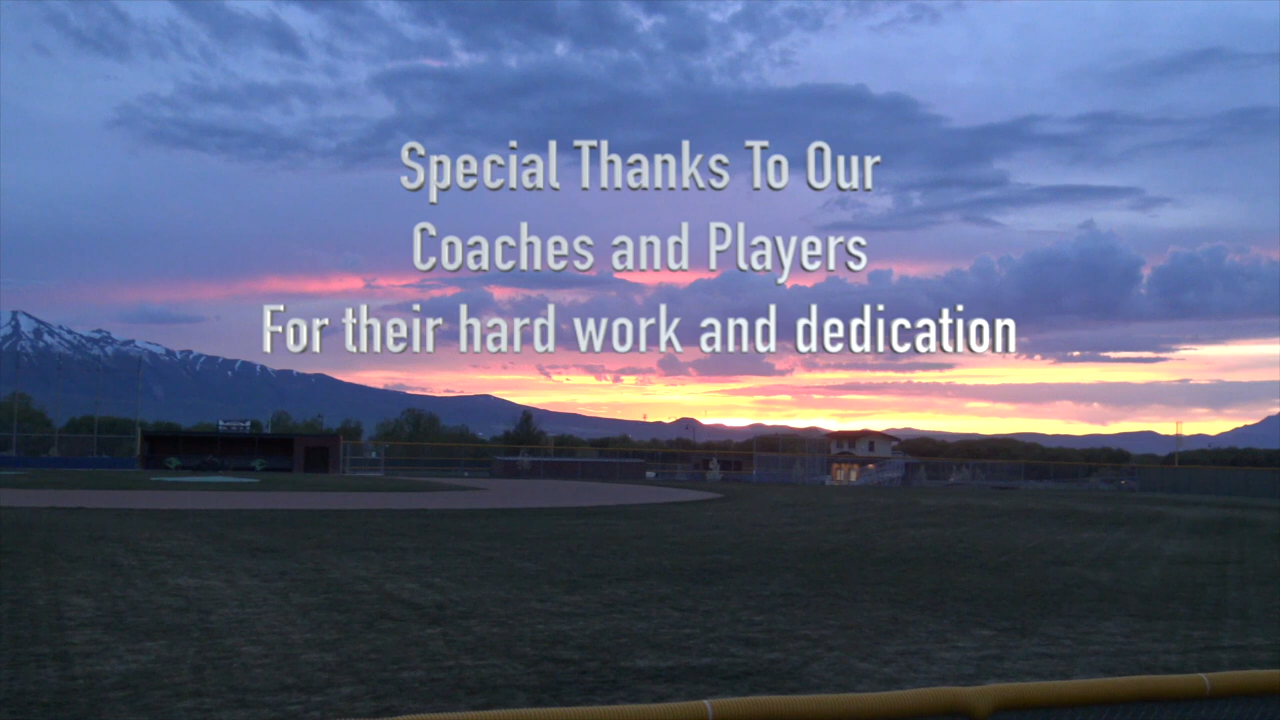 Special Thanks To Our
Coaches and Players
For their hard work and dedication